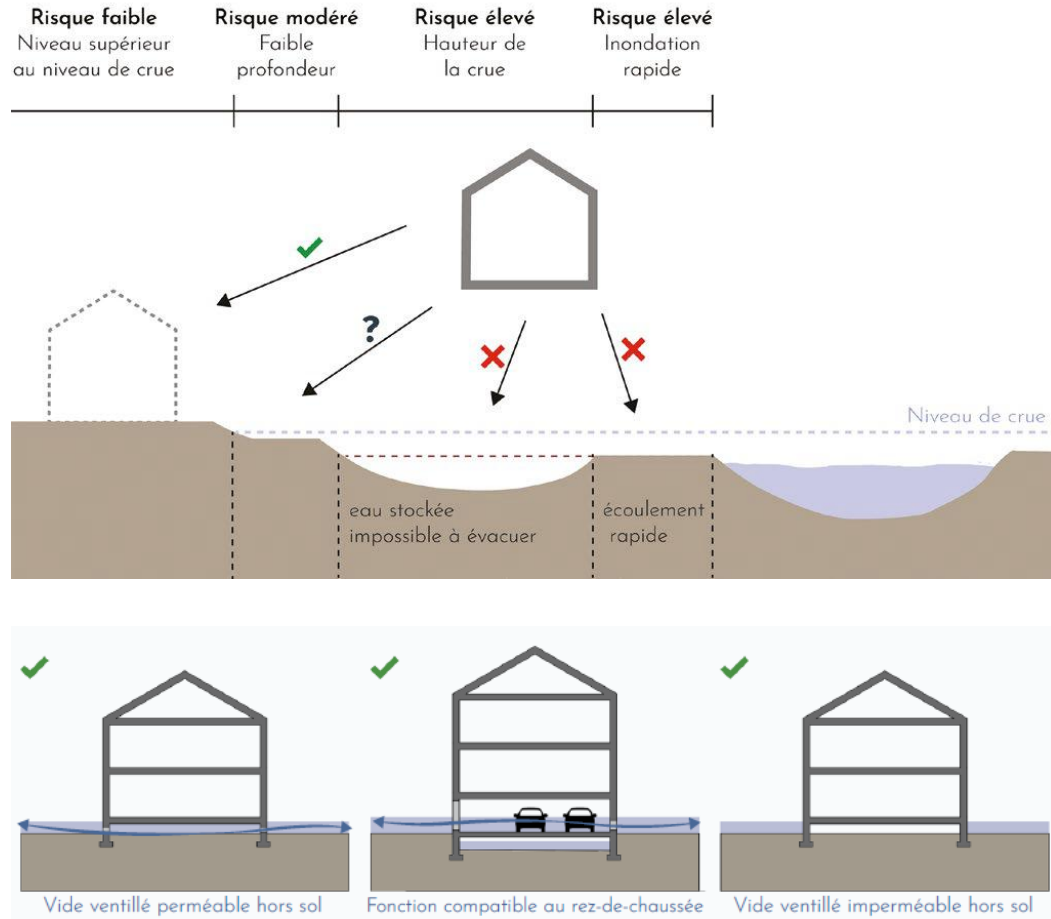 Risque faible
Niveau supérieur
au niveau de crue
Risque modéré
Faible
profondeur
Risque élevé
Hauteur de
la crue
Risque élevé
Inondation
rapide
?
Niveau de crue
eau stockée
impossible à évacuer
écoulement
rapide
Vide ventillé perméable hors sol
Fonction compatible au rez-de-chaussée
Vide ventillé imperméable hors sol